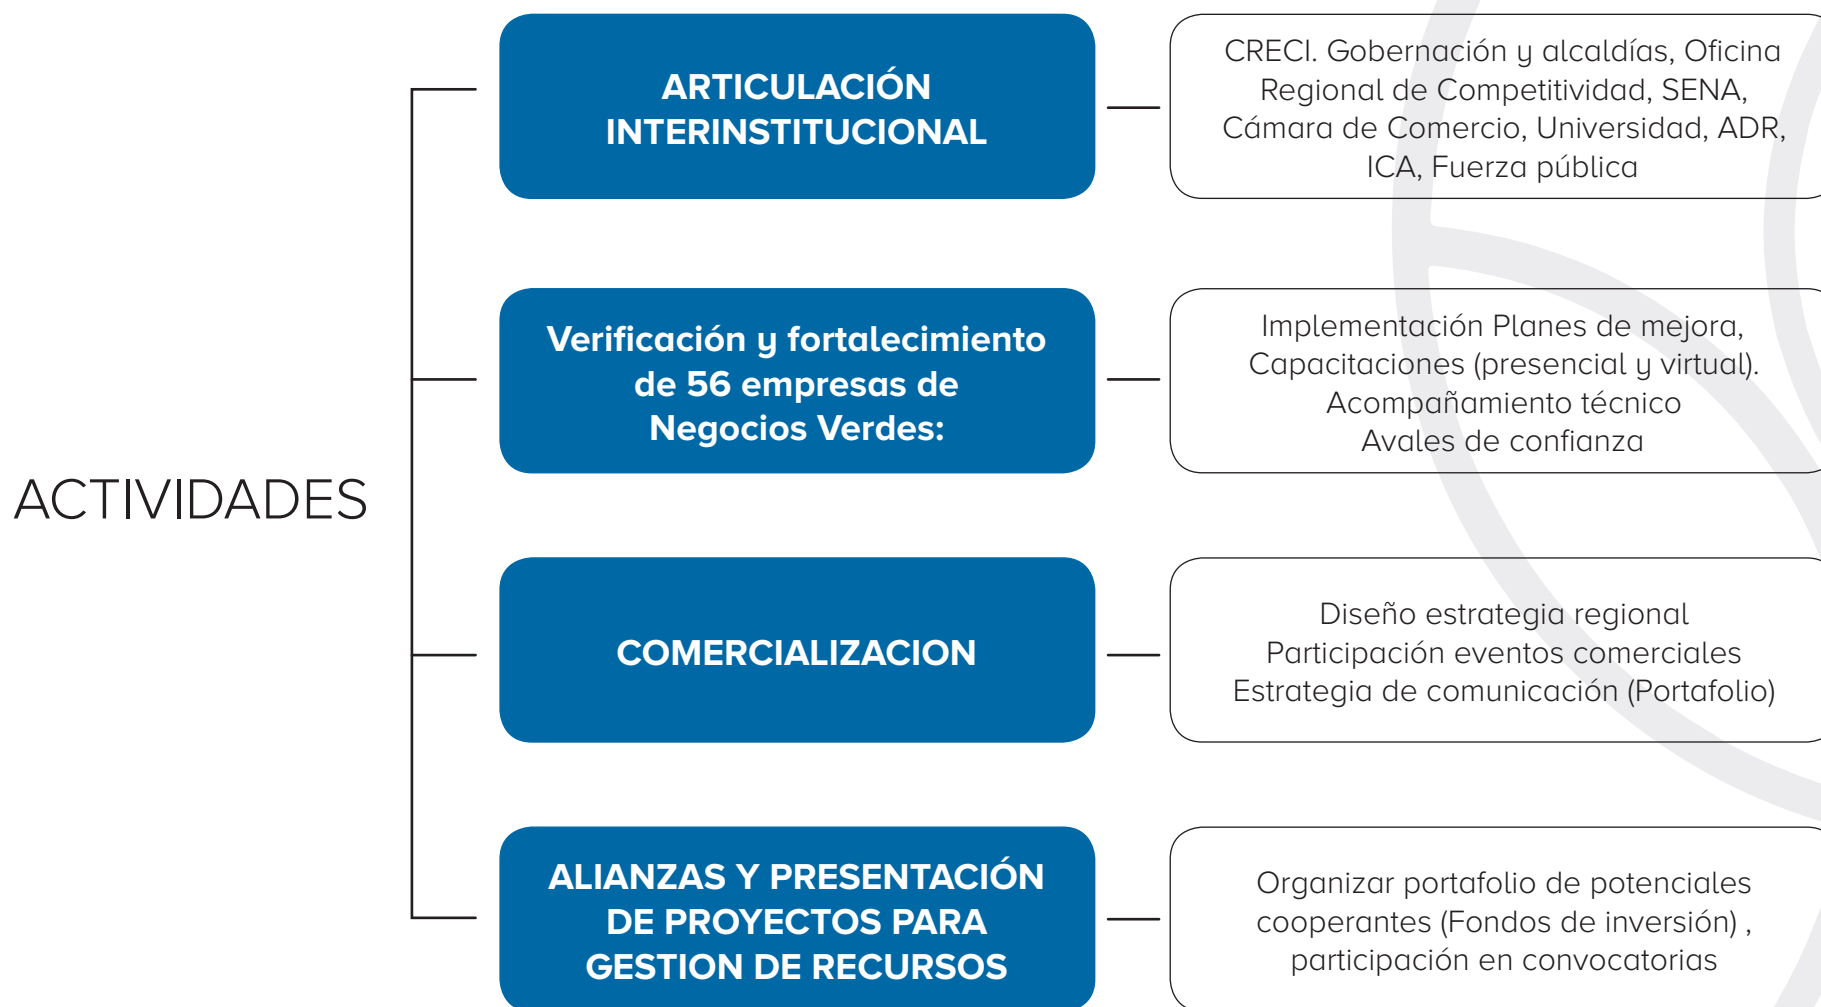 ACTIVIDADES
ARTICULACIÓN
INTERINSTITUCIONAL
CRECI. Gobernación y alcaldías, Oficina
Regional de Competitividad, SENA,
Cámara de Comercio, Universidad, ADR,
ICA, Fuerza pública
Verificación y fortalecimiento
de 56 empresas de
Negocios Verdes:
Implementación Planes de mejora,
Capacitaciones (presencial y virtual).
Acompañamiento técnico
Avales de confianza
COMERCIALIZACION
Diseño estrategia regional
Participación eventos comerciales
Estrategia de comunicación (Portafolio)
ALIANZAS Y PRESENTACIÓN
DE PROYECTOS PARA
GESTION DE RECURSOS
Organizar portafolio de potenciales
cooperantes (Fondos de inversión) ,
participación en convocatorias